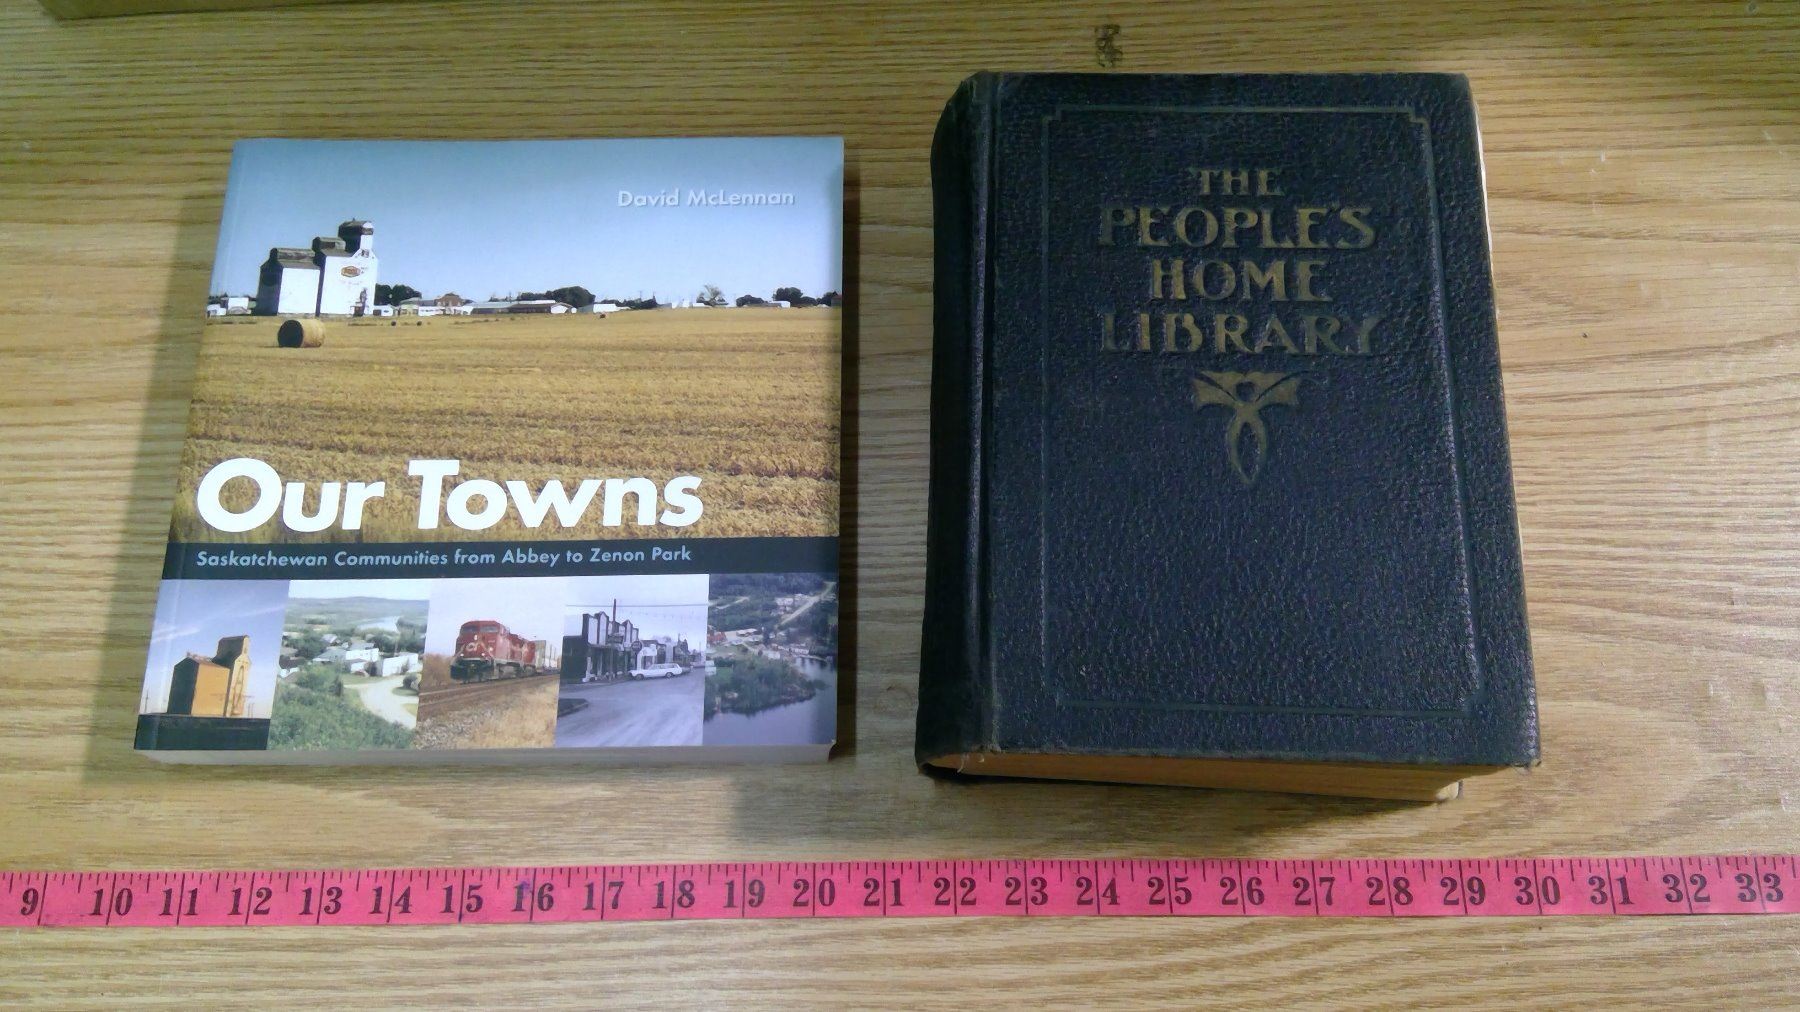 David McLennan
Our Towns
Saskatchewan Communities from Abbey to Zenon Park
THE
PEOPLE'S
HOME
LIBRARY
9 10 11 12 13 14 15 16 17 18 19 20 21 22 23 24 25 26 27 28 29 30 31 32 33